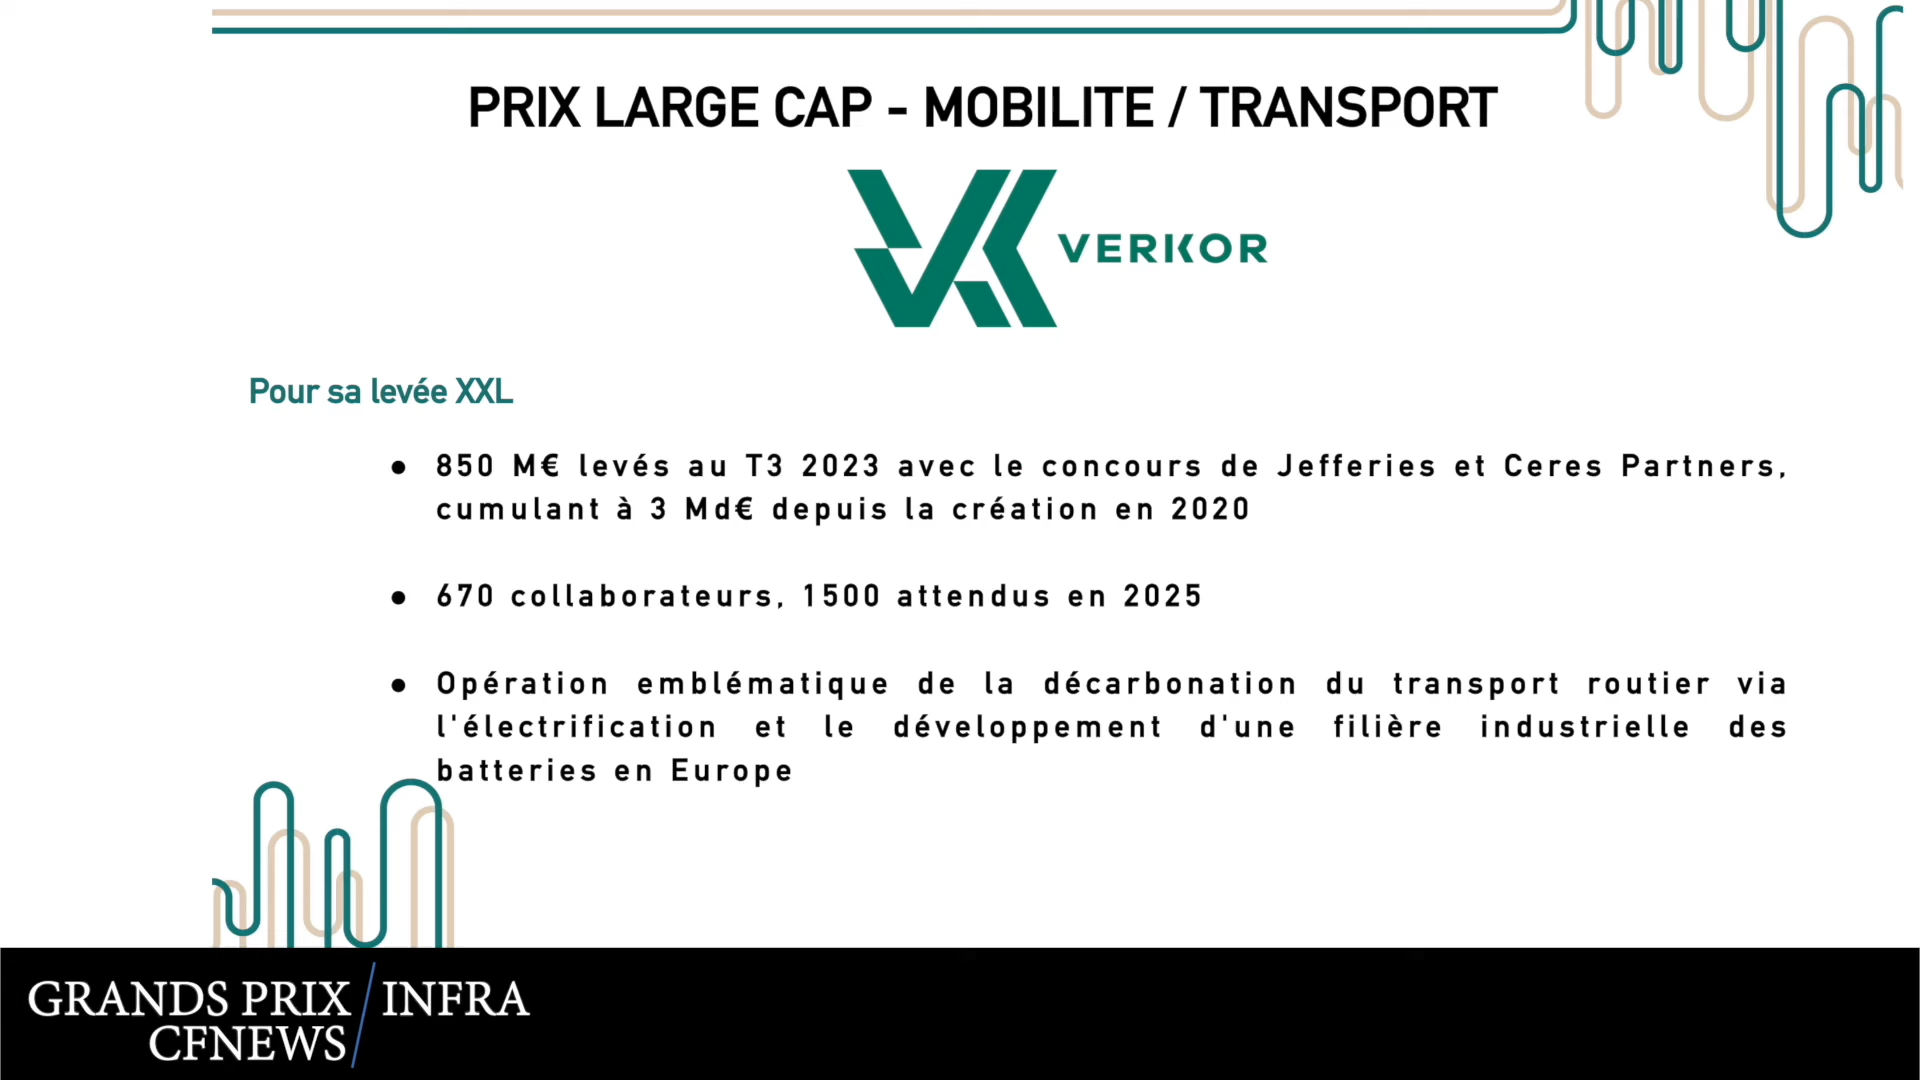 PRIX LARGE CAP - MOBILITE / TRANSPORT
VERKOR
Pour sa levée XXL
● 850 M€ levés au T3 2023 avec le concours de Jefferies et Ceres Partners,
cumulant à 3 Md€ depuis la création en 2020
● 670 collaborateurs, 1500 attendus en 2025
● Opération emblématique de la décarbonation du transport routier via
l'électrification et le développement d'une filière industrielle des
batteries en Europe
GRANDS PRIX / INFRA
CFNEWS